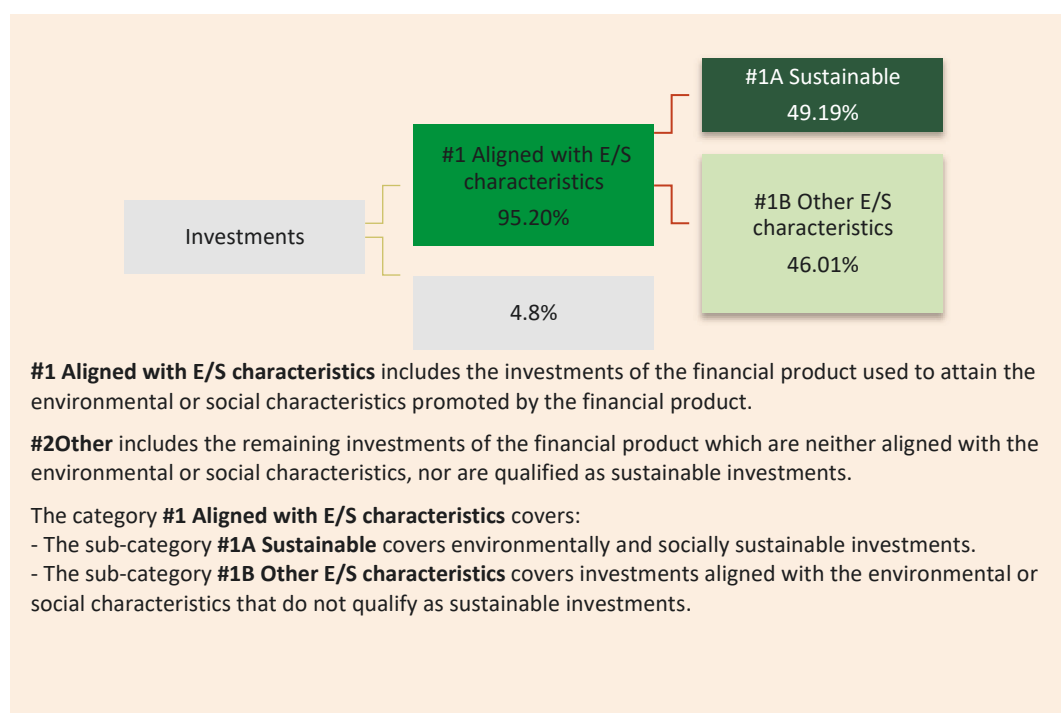 #1A Sustainable
49.19%
#1 Aligned with E/S
characteristics
95.20%
#1B Other E/S
characteristics
46.01%
Investments
4.8%
#1 Aligned with E/S characteristics includes the investments of the financial product used to attain the
environmental or social characteristics promoted by the financial product.
#2Other includes the remaining investments of the financial product which are neither aligned with the
environmental or social characteristics, nor are qualified as sustainable investments.
The category #1 Aligned with E/S characteristics covers:
- The sub-category #1A Sustainable covers environmentally and socially sustainable investments.
- The sub-category #1B Other E/S characteristics covers investments aligned with the environmental or
social characteristics that do not qualify as sustainable investments.